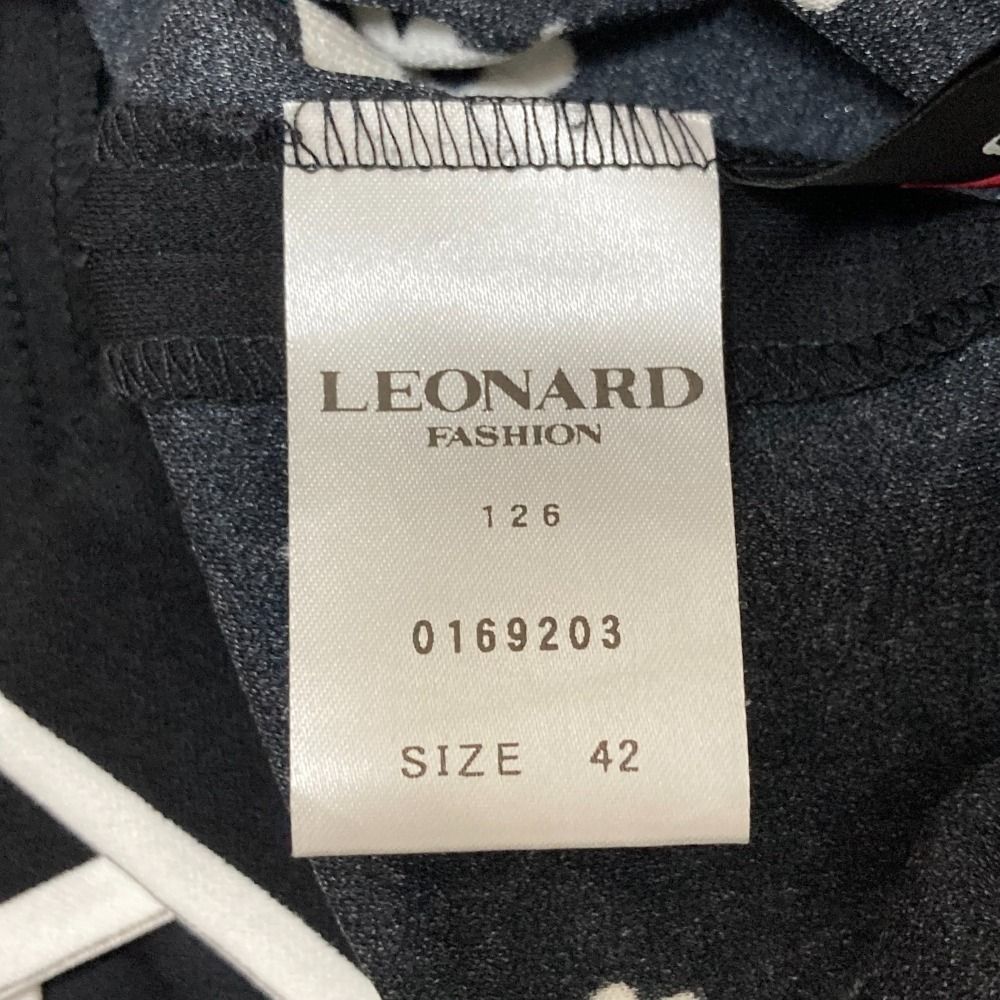 LEONARD
FASHION
126
0169203
SIZE 42